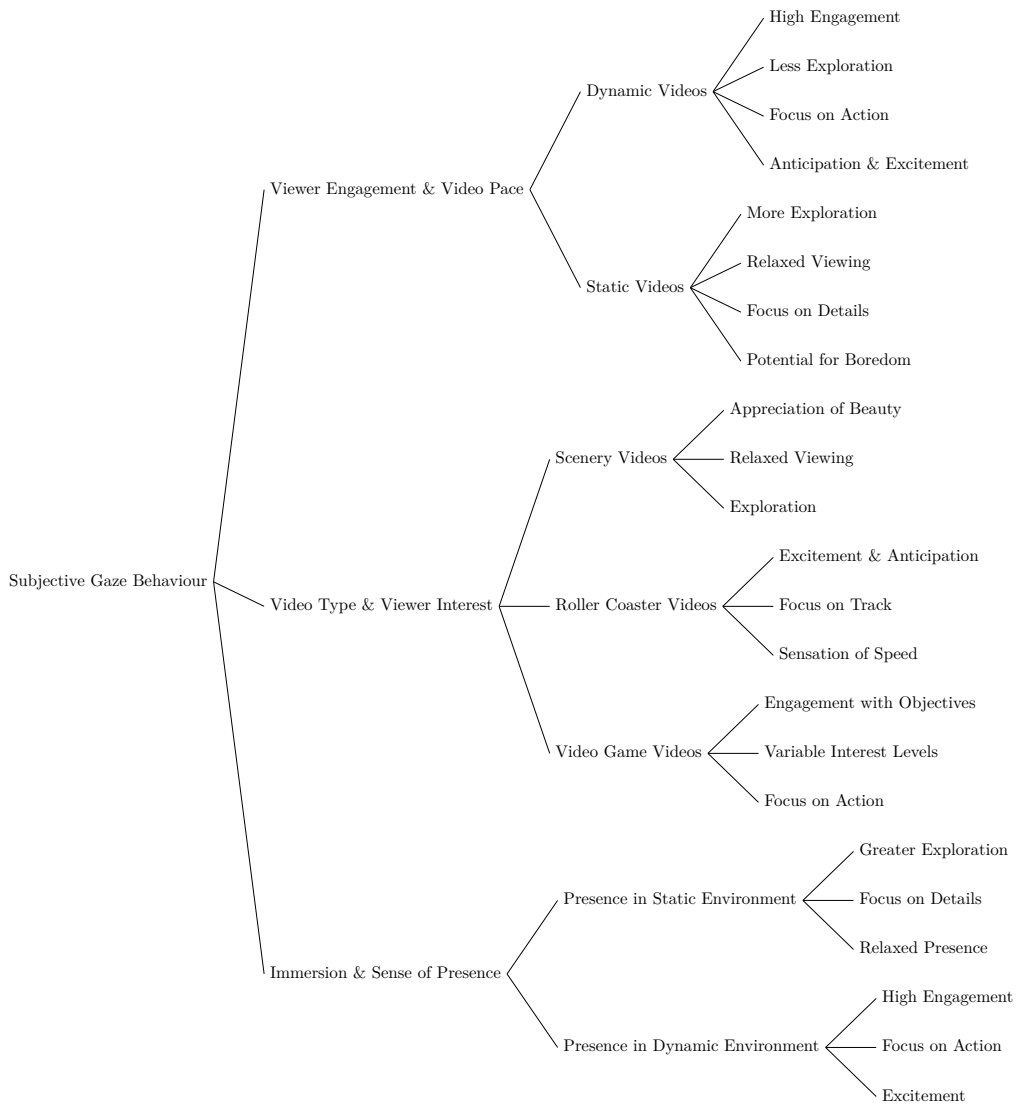 High Engagement
Less Exploration
Dynamic Videos
Focus on Action
Anticipation & Excitement
Viewer Engagement & Video Pace
More Exploration
Relaxed Viewing
Static Videos
Focus on Details
Potential for Boredom
Appreciation of Beauty
Scenery Videos
Relaxed Viewing
Exploration
Excitement & Anticipation
Subjective Gaze Behaviour
Video Type & Viewer Interest
Roller Coaster Videos
Focus on Track
Sensation of Speed
Engagement with Objectives
Video Game Videos
Variable Interest Levels
Focus on Action
Greater Exploration
Presence in Static Environment
Focus on Details
Relaxed Presence
Immersion & Sense of Presence
High Engagement
Presence in Dynamic Environment
Focus on Action
Excitement